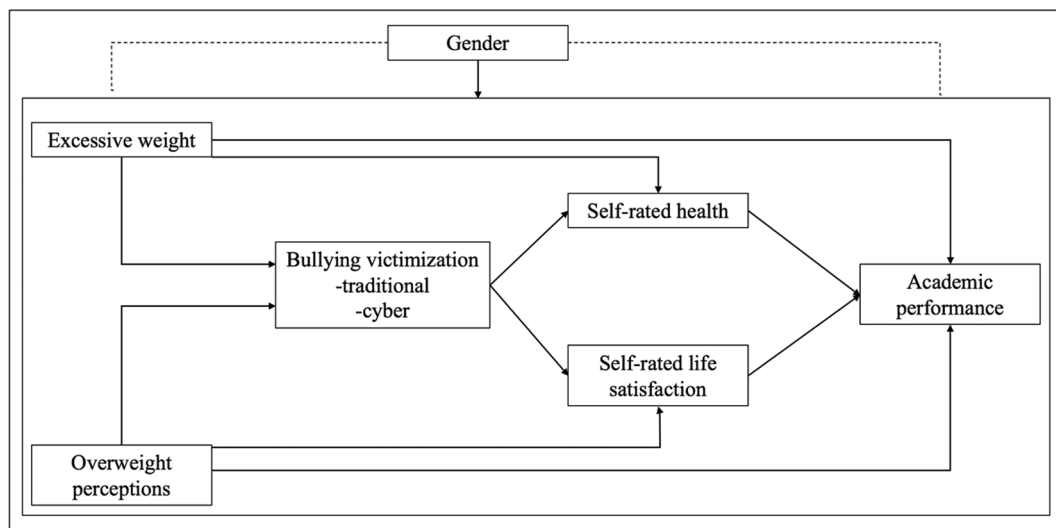 Gender
Excessive weight
Self-rated health
Bullying victimization
-traditional
-cyber
Academic
performance
Self-rated life
satisfaction
Overweight
perceptions